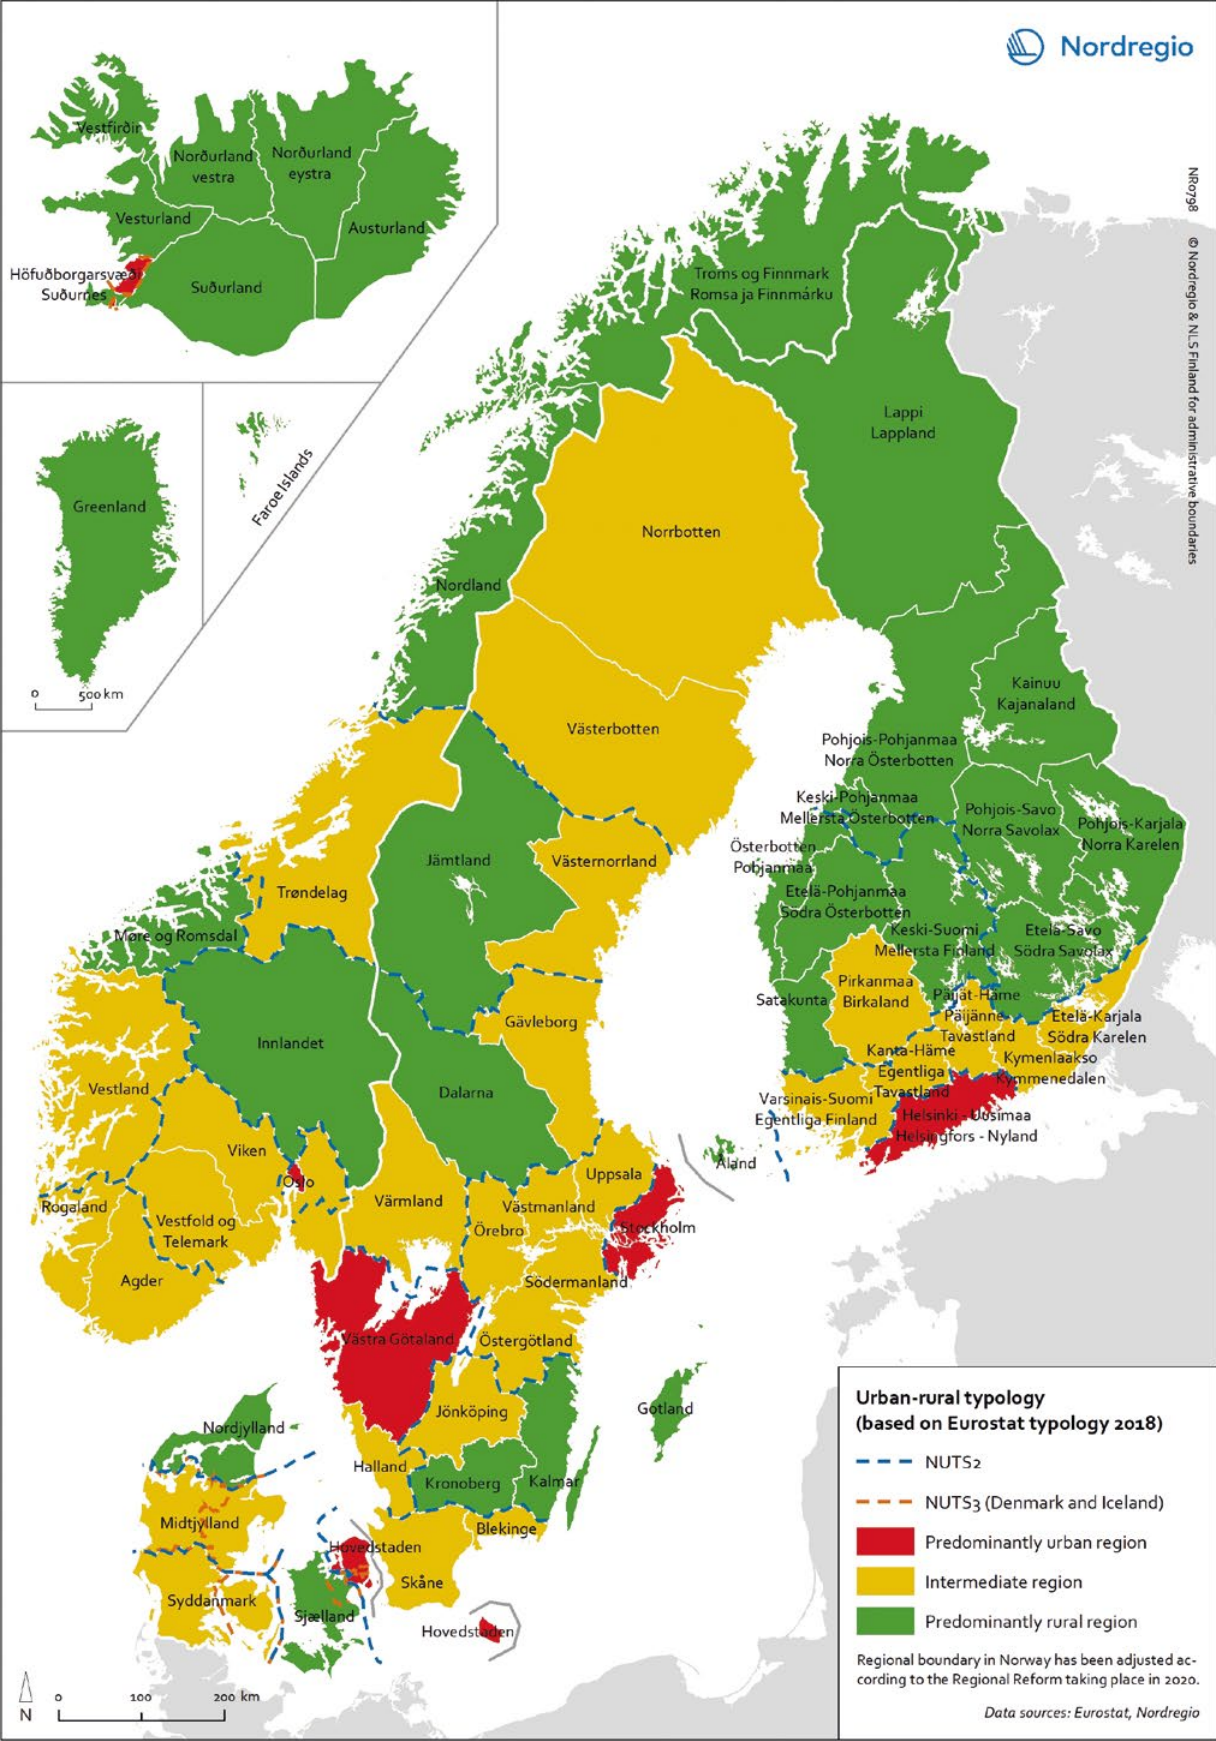 Nordregio
NR0798 © Nordregio & NLS Finland for administrative boundaries
Vestfirðir
Norðurland
vestra
Norðurland
eystra
Vesturland
Austurland
Höfuðborgarsvæði
Suðurnes
Suðurland
Greenland
Faroe Islands
0 500 km
Troms og Finnmark
Romsa ja Finnmárku
Lappi
Lappland
Norrbotten
Nordland
Västerbotten
Kainuu
Kajanaland
Pohjois-Pohjanmaa
Norra Österbotten
Keski-Pohjanmaa
Mellersta Österbotten
Pohjois-Savo
Norra Savolax
Pohjois-Karjala
Norra Karelen
Österbotten
Pohjanmaa
Jämtland
Västernorrland
Trøndelag
Etelä-Pohjanmaa
Södra Österbotten
Møre og Romsdal
Keski-Suomi
Mellersta Finland
Etelä-Savo
Södra Savolax
Pirkanmaa
Birkaland
Satakunta
Päijät-Häme
Päijänne-
Tavastland
Etelä-Karjala
Södra Karelen
Gävleborg
Innlandet
Kanta-Häme
Egentliga
Tavastland
Kymenlaakso
Kymmenedalen
Vestland
Dalarna
Varsinais-Suomi
Egentliga Finland
Helsinki - Uusimaa
Helsingfors - Nyland
Viken
Åland
Oslo
Uppsala
Rogaland
Värmland
Västmanland
Vestfold og
Telemark
Örebro
Stockholm
Agder
Södermanland
Västra Götaland
Östergötland
Nordjylland
Jönköping
Gotland
Halland
Kronoberg
Kalmar
Midtjylland
Blekinge
Hovedstaden
Skåne
Syddanmark
Sjælland
Hovedstaden
N
0 100 200 km
Urban-rural typology
(based on Eurostat typology 2018)
NUTS2
NUTS3 (Denmark and Iceland)
Predominantly urban region
Intermediate region
Predominantly rural region
Regional boundary in Norway has been adjusted ac-
cording to the Regional Reform taking place in 2020.
Data sources: Eurostat, Nordregio